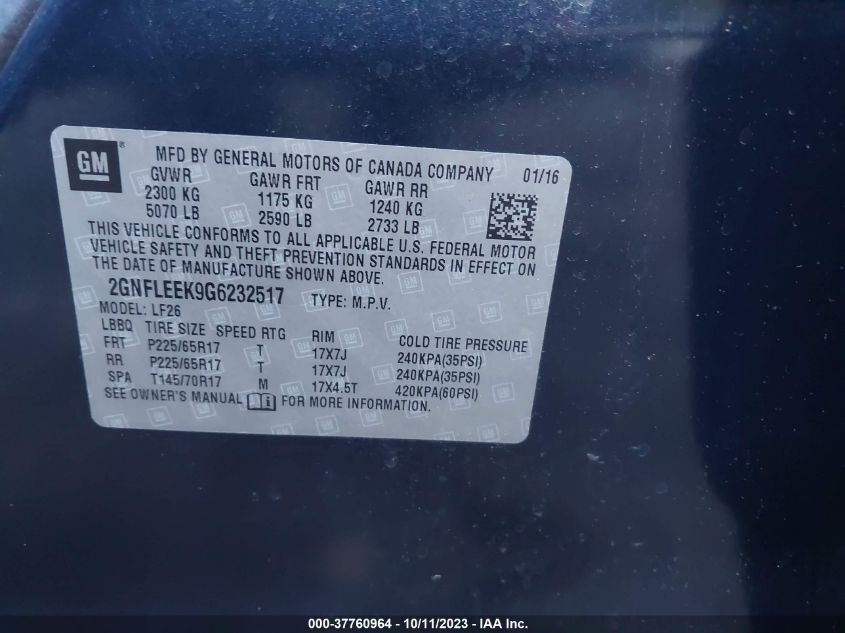 GM ® MFD BY GENERAL MOTORS OF CANADA COMPANY 01/16
GVWR GAWR FRT GAWR RR
2300 KG 1175 KG 1240 KG
5070 LB 2590 LB 2733 LB
THIS VEHICLE CONFORMS TO ALL APPLICABLE U.S. FEDERAL MOTOR
VEHICLE SAFETY AND THEFT PREVENTION STANDARDS IN EFFECT ON
THE DATE OF MANUFACTURE SHOWN ABOVE.
2GNFLEEK9G6232517 TYPE: M.P.V.
MODEL: LF26
LBBQ TIRE SIZE SPEED RTG RIM COLD TIRE PRESSURE
FRT P225/65R17 T 17X7J 240KPA(35PSI)
RR P225/65R17 T 17X7J 240KPA(35PSI)
SPA T145/70R17 M 17X4.5T 420KPA(60PSI)
SEE OWNER'S MANUAL FOR MORE INFORMATION.
000-37760964 - 10/11/2023 - IAA Inc.